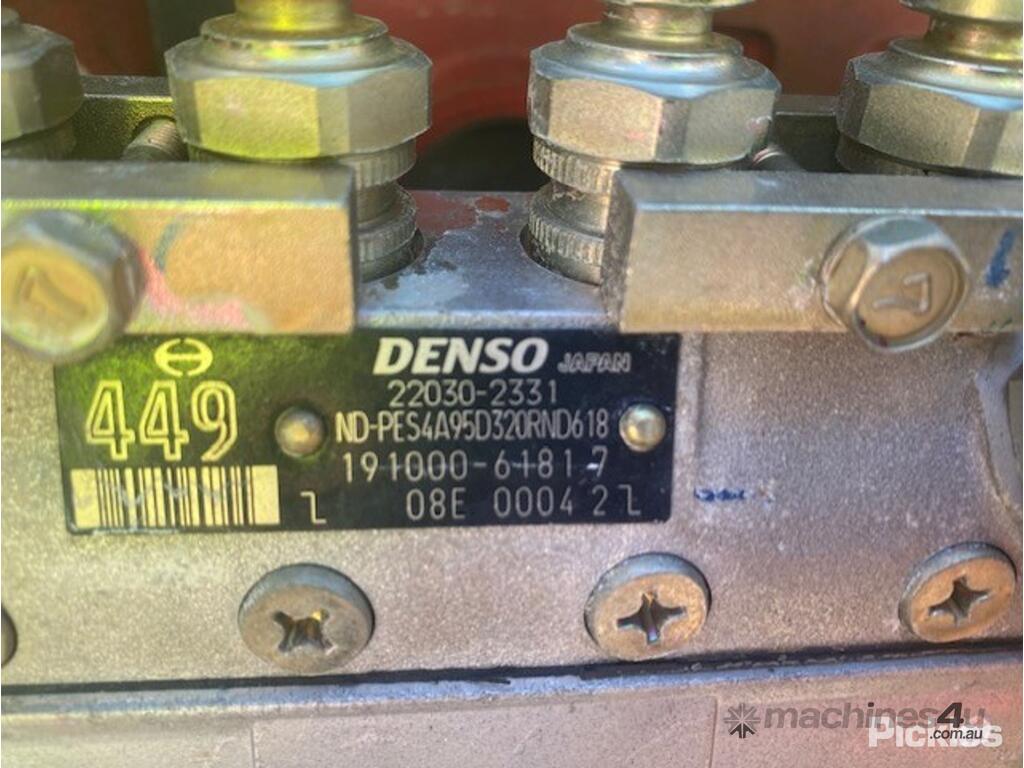 DENSO JAPAN
449
22030-2331
ND-PES4A95D320RND618
191000-6181 7
08E 00042
machines4u
.com.au
Pickles